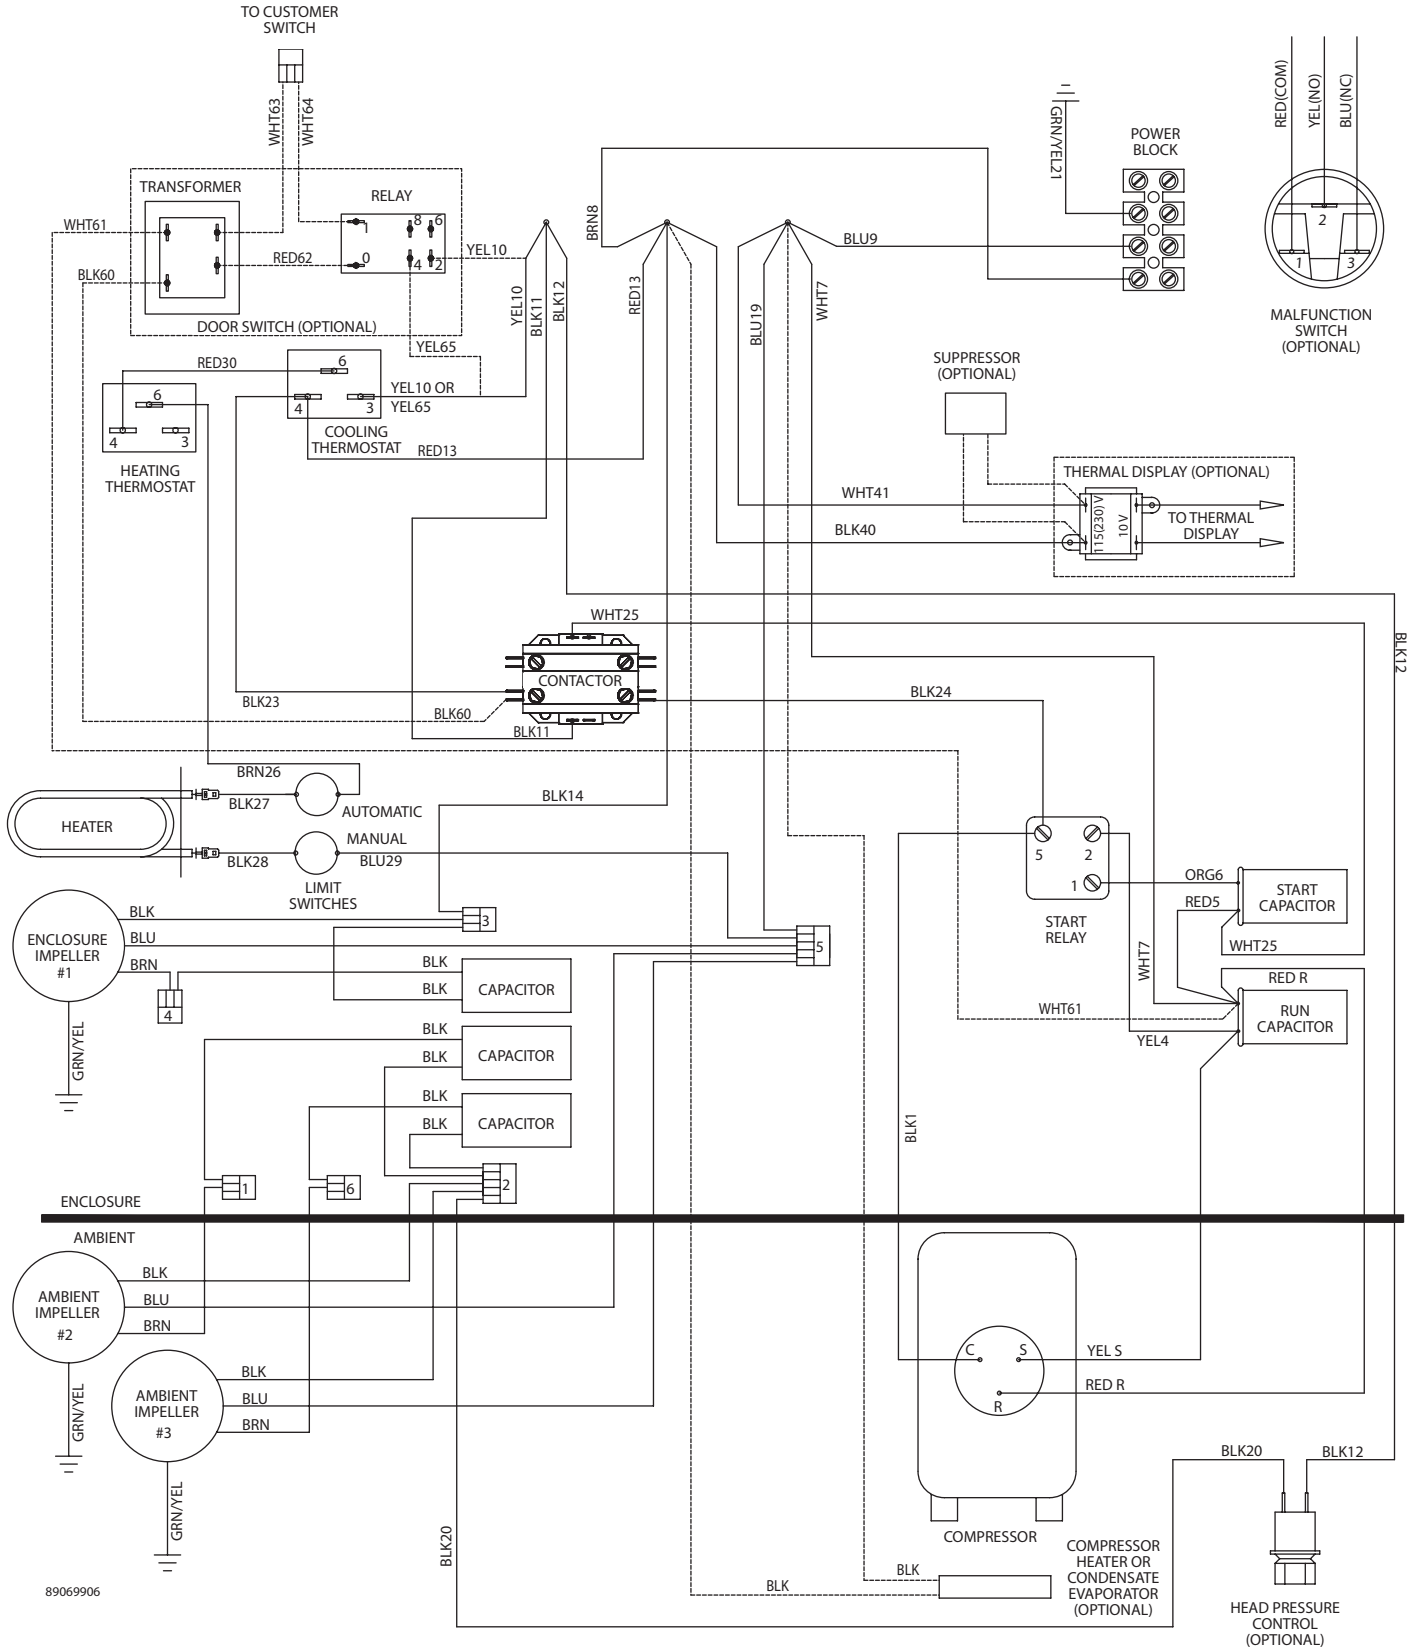 TO CUSTOMER
SWITCH
WHT63
WHT64
TRANSFORMER
RELAY
8
6
1
0
4
2
WHT61
BLK60
RED62
YEL10
DOOR SWITCH (OPTIONAL)
YEL65
YEL10
BLK11
BLK12
RED13
BRN8
BLU19
WHT7
BLU9
GRN/YEL21
POWER
BLOCK
RED(COM)
YEL(NO)
BLU(NC)
2
1
3
MALFUNCTION
SWITCH
(OPTIONAL)
RED30
6
4
3
YEL10 OR
YEL65
COOLING
THERMOSTAT
RED13
6
4
3
HEATING
THERMOSTAT
SUPPRESSOR
(OPTIONAL)
THERMAL DISPLAY (OPTIONAL)
WHT41
BLK40
115(230) V
10 V
TO THERMAL
DISPLAY
WHT25
CONTACTOR
BLK23
BLK60
BLK11
BLK24
BLK12
BRN26
BLK27
AUTOMATIC
HEATER
MANUAL
BLK28
BLU29
LIMIT
SWITCHES
BLK14
5
2
1
START
RELAY
ORG6
RED5
START
CAPACITOR
WHT25
WHT7
RED R
RUN
CAPACITOR
WHT61
YEL4
ENCLOSURE
IMPELLER
#1
BLK
BLU
BRN
GRN/YEL
3
4
5
BLK
BLK
CAPACITOR
BLK
BLK
CAPACITOR
BLK
BLK
CAPACITOR
BLK1
1
6
2
ENCLOSURE
AMBIENT
AMBIENT
IMPELLER
#2
BLK
BLU
BRN
GRN/YEL
AMBIENT
IMPELLER
#3
BLK
BLU
BRN
GRN/YEL
C
S
R
YEL S
RED R
COMPRESSOR
BLK20
BLK20
BLK12
BLK
BLK
COMPRESSOR
HEATER OR
CONDENSATE
EVAPORATOR
(OPTIONAL)
HEAD PRESSURE
CONTROL
(OPTIONAL)
89069906